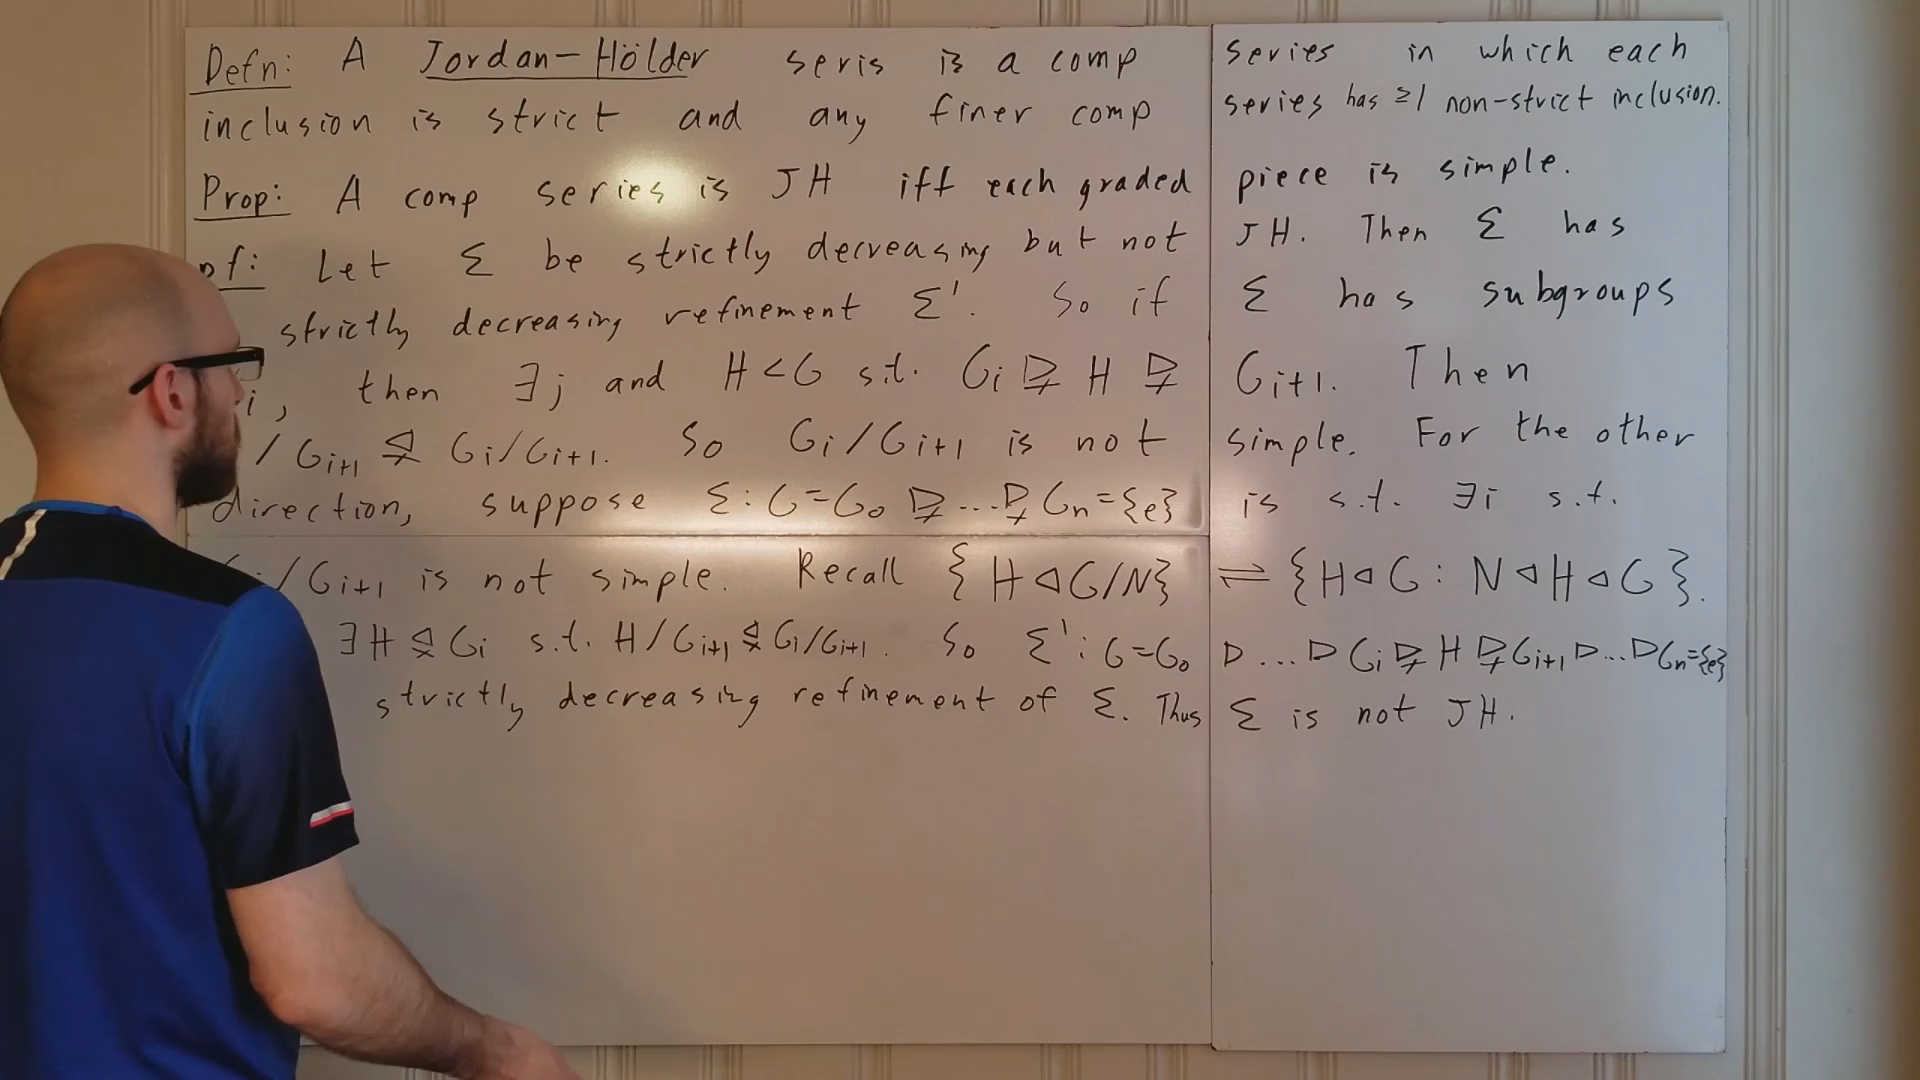 Defn: A Jordan-Hölder seris is a comp series in which each
inclusion is strict and any finer comp series has ≥1 non-strict inclusion.
Prop: A comp series is JH iff each graded piece is simple.
pf: Let Σ be strictly decreasing but not JH. Then Σ has
strictly decreasing refinement Σ'. So if Σ has subgroups
i, then ∃j and H<G s.t. Gi ⋭ H ⋭ Gi+1. Then
/Gi+1 ⋬ Gi/Gi+1. So Gi/Gi+1 is not simple. For the other
direction, suppose Σ: G=G0 ⋭...⋭ Gn={e} is s.t. ∃i s.t.
/Gi+1 is not simple. Recall {H◁G/N} ⇌ {H◁G: N◁H◁G}.
∃H⋬Gi s.t. H/Gi+1⋬Gi/Gi+1. So Σ': G=G0 ▷...▷Gi⋭H⋭Gi+1▷...▷Gn={e}
strictly decreasing refinement of Σ. Thus Σ is not JH.